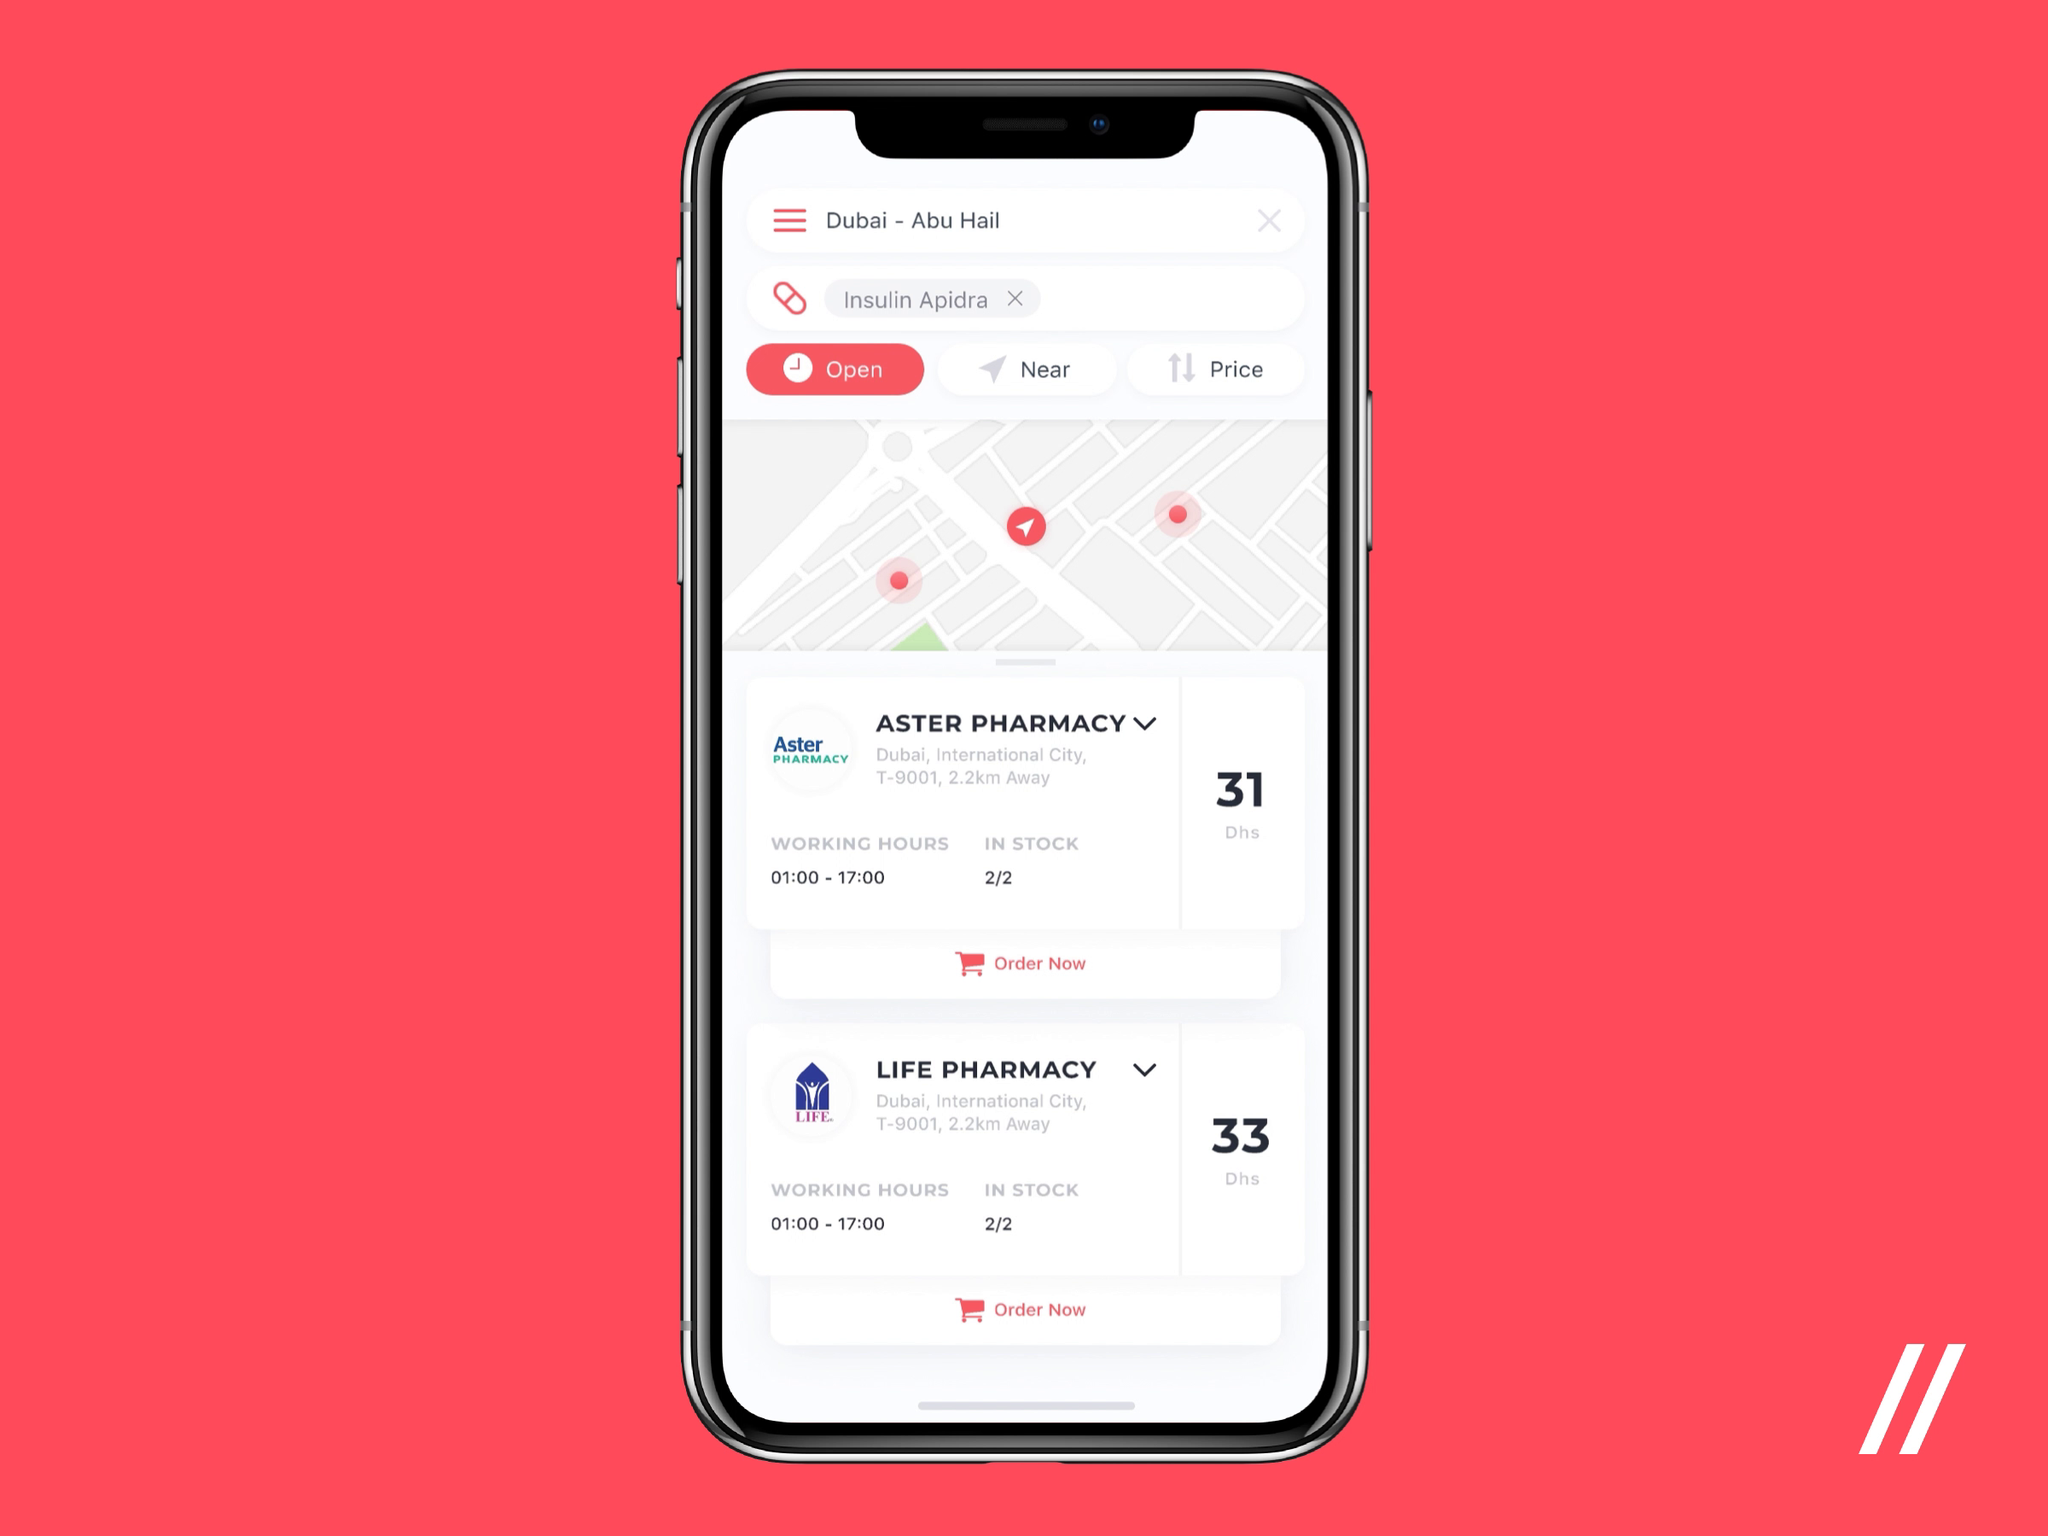 Dubai - Abu Hail
Insulin Apidra
Open
Near
Price
Aster
PHARMACY
ASTER PHARMACY
Dubai, International City,
T-9001, 2.2km Away
31
Dhs
WORKING HOURS
IN STOCK
01:00 - 17:00
2/2
Order Now
LIFE
LIFE PHARMACY
Dubai, International City,
T-9001, 2.2km Away
33
Dhs
WORKING HOURS
IN STOCK
01:00 - 17:00
2/2
Order Now